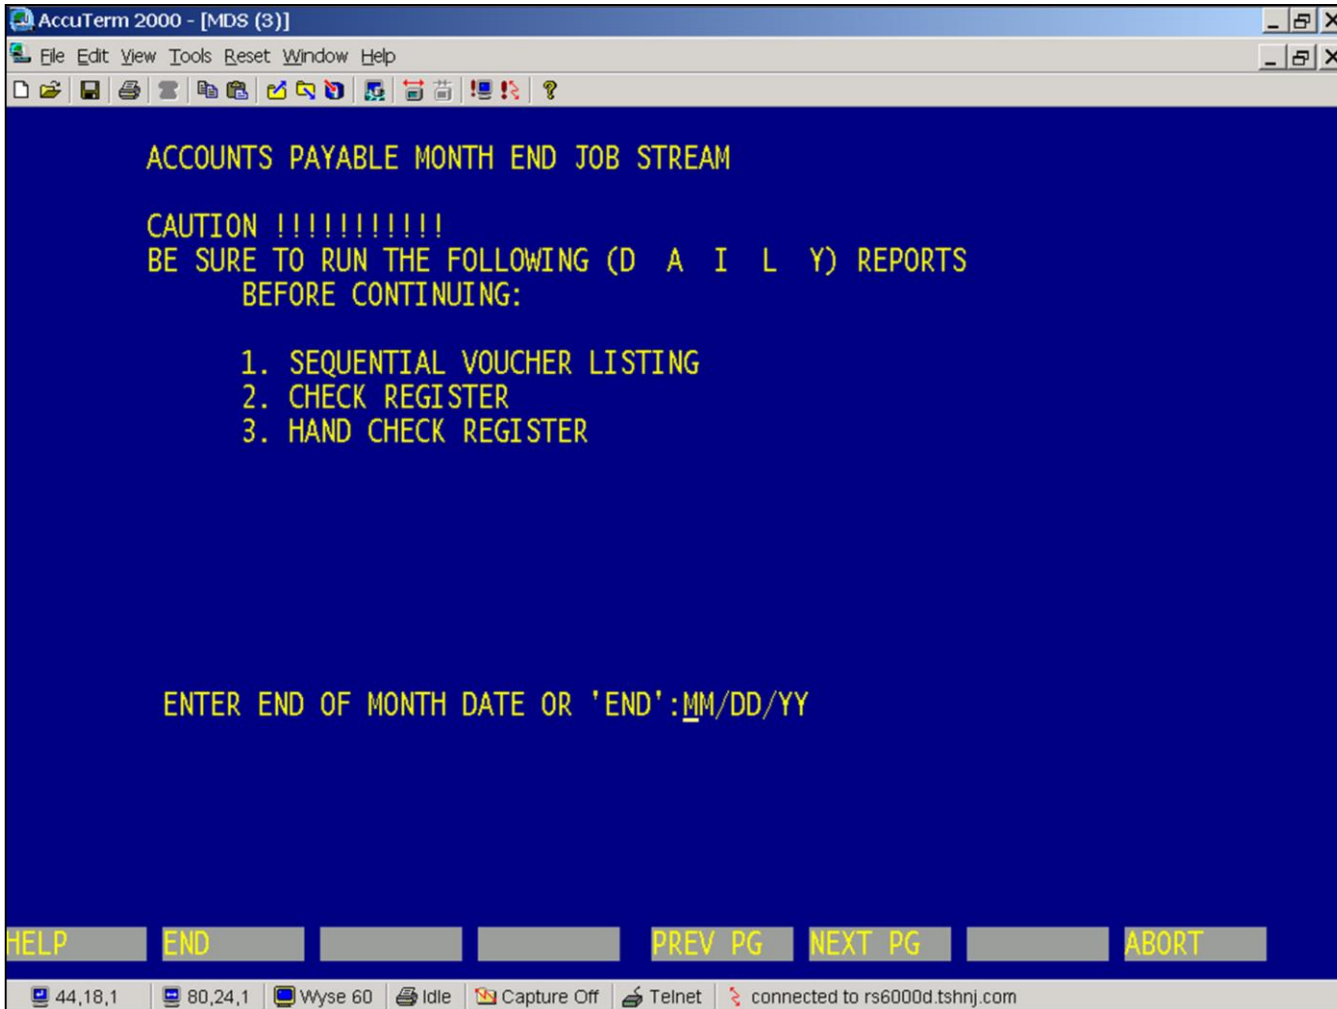 AccuTerm 2000 - [MDS (3)]
File Edit View Tools Reset Window Help
ACCOUNTS PAYABLE MONTH END JOB STREAM
CAUTION !!!!!!!!!!!
BE SURE TO RUN THE FOLLOWING (D A I L Y) REPORTS
BEFORE CONTINUING:
1. SEQUENTIAL VOUCHER LISTING
2. CHECK REGISTER
3. HAND CHECK REGISTER
ENTER END OF MONTH DATE OR 'END':MM/DD/YY
HELP END PREV PG NEXT PG ABORT
44,18,1 80,24,1 Wyse 60 Idle Capture Off Telnet connected to rs6000d.tshnj.com